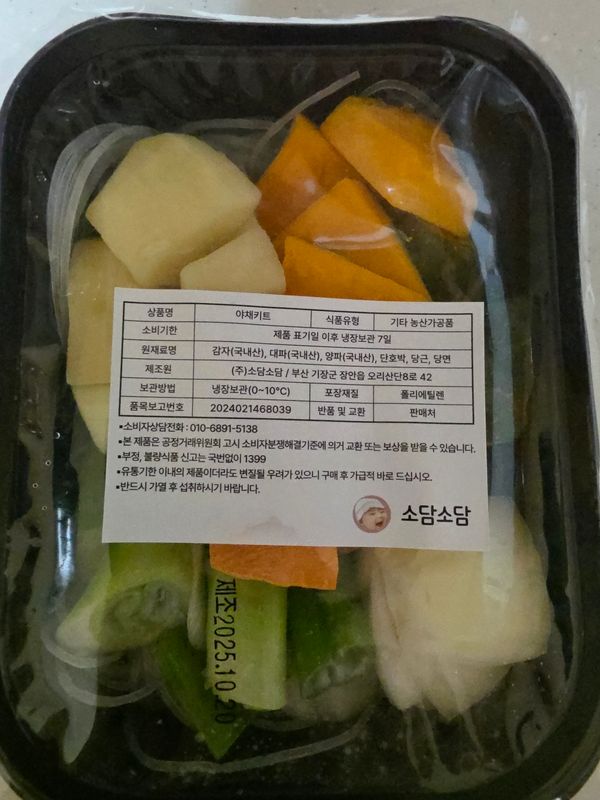 상품명 야채키트 식품유형 기타 농산가공품
소비기한 제품 표기일 이후 냉장보관 7일
원재료명 감자(국내산), 대파(국내산), 양파(국내산), 단호박, 당근, 당면
제조원 (주)소담소담 / 부산 기장군 장안읍 오리산단8로 42
보관방법 냉장보관(0~10°C) 포장재질 폴리에틸렌
품목보고번호 2024021468039 반품 및 교환 판매처
•소비자상담전화 : 010-6891-5138
•본 제품은 공정거래위원회 고시 소비자분쟁해결기준에 의거 교환 또는 보상을 받을 수 있습니다.
•부정, 불량식품 신고는 국번없이 1399
•유통기한 이내의 제품이더라도 변질될 우려가 있으니 구매 후 가급적 바로 드십시오.
•반드시 가열 후 섭취하시기 바랍니다.
소담소담
제조2025.10.20